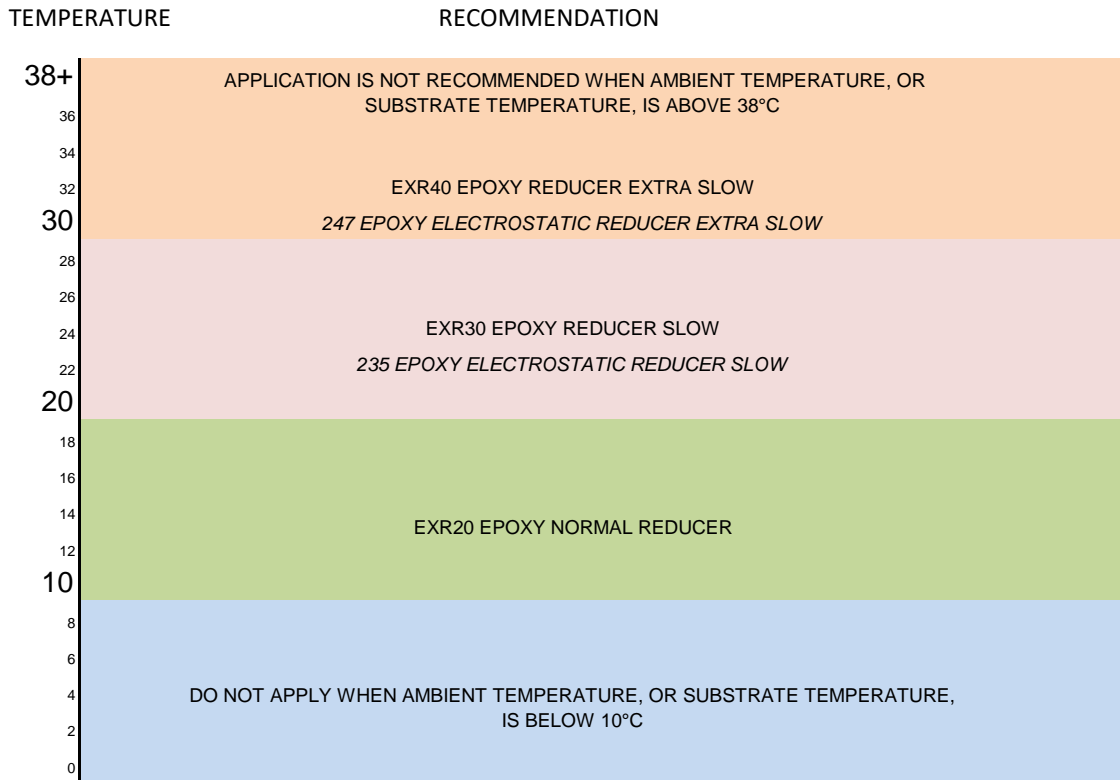 TEMPERATURE RECOMMENDATION
38+ APPLICATION IS NOT RECOMMENDED WHEN AMBIENT TEMPERATURE, OR
SUBSTRATE TEMPERATURE, IS ABOVE 38°C
36
34
32 EXR40 EPOXY REDUCER EXTRA SLOW
30 247 EPOXY ELECTROSTATIC REDUCER EXTRA SLOW
28
26
24 EXR30 EPOXY REDUCER SLOW
22 235 EPOXY ELECTROSTATIC REDUCER SLOW
20
18
16
14
EXR20 EPOXY NORMAL REDUCER
12
10
8
6
4 DO NOT APPLY WHEN AMBIENT TEMPERATURE, OR SUBSTRATE TEMPERATURE,
IS BELOW 10°C
2
0